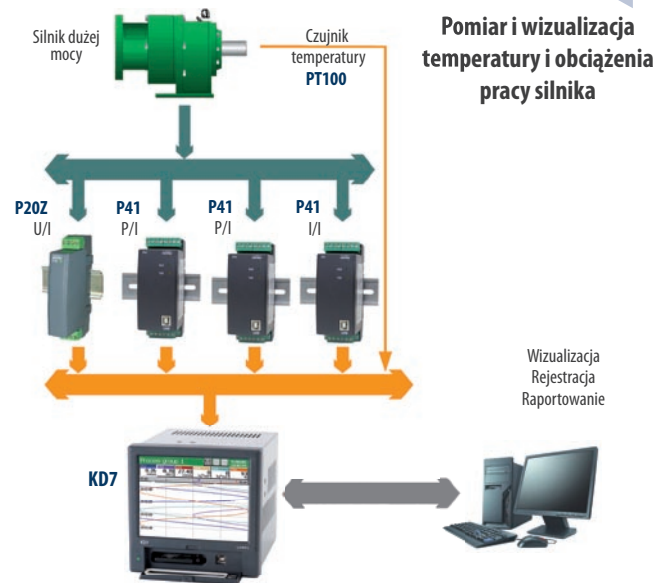 Pomiar i wizualizacja
temperatury i obciążenia
pracy silnika
Silnik dużej
mocy
Czujnik
temperatury
PT100
P20Z
U/I
P41
P/I
P41
P/I
P41
I/I
Wizualizacja
Rejestracja
Raportowanie
KD7